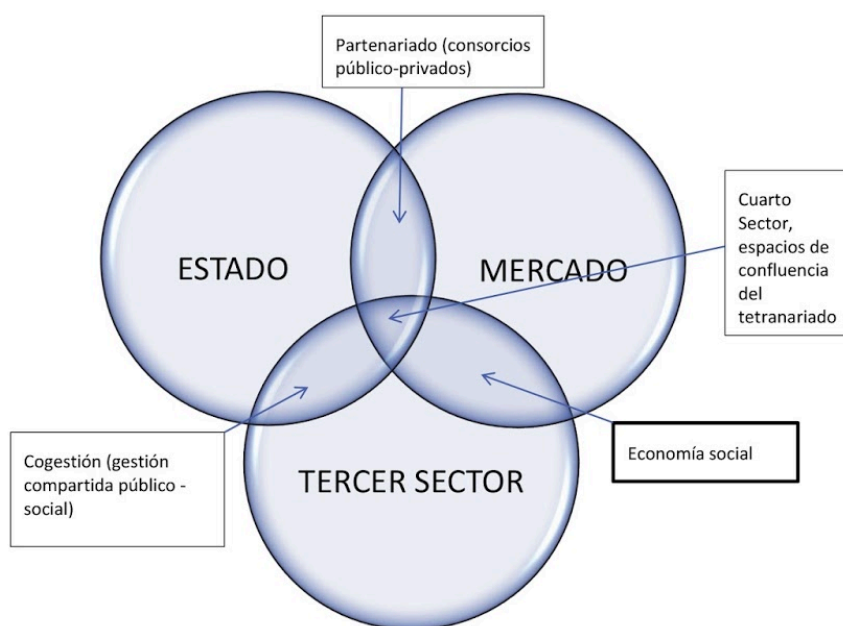 Partenariado (consorcios
público-privados)
ESTADO
MERCADO
Cuarto
Sector,
espacios de
confluencia
del
tetranariado
Cogestión (gestión
compartida público -
social)
TERCER SECTOR
Economía social